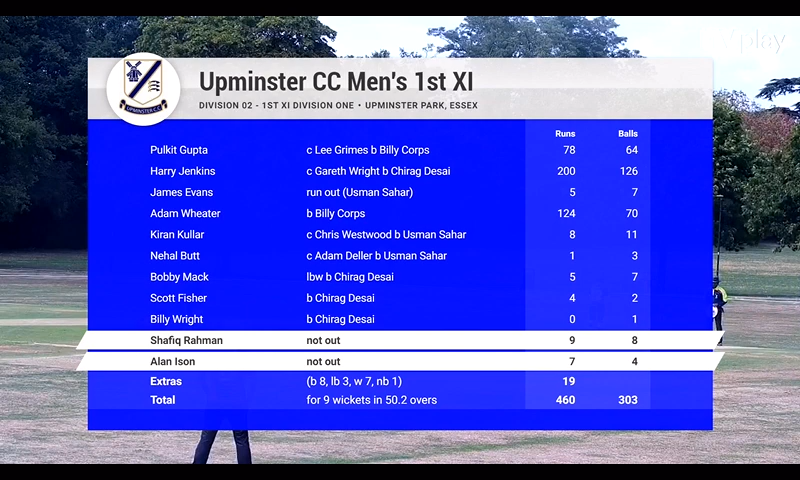 play
Upminster CC Men's 1st XI
UPMINSTER CC
DIVISION 02 - 1ST XI DIVISION ONE • UPMINSTER PARK, ESSEX
Runs Balls
Pulkit Gupta c Lee Grimes b Billy Corps 78 64
Harry Jenkins c Gareth Wright b Chirag Desai 200 126
James Evans run out (Usman Sahar) 5 7
Adam Wheater b Billy Corps 124 70
Kiran Kullar c Chris Westwood b Usman Sahar 8 11
Nehal Butt c Adam Deller b Usman Sahar 1 3
Bobby Mack lbw b Chirag Desai 5 7
Scott Fisher b Chirag Desai 4 2
Billy Wright b Chirag Desai 0 1
Shafiq Rahman not out 9 8
Alan Ison not out 7 4
Extras (b 8, lb 3, w 7, nb 1) 19
Total for 9 wickets in 50.2 overs 460 303